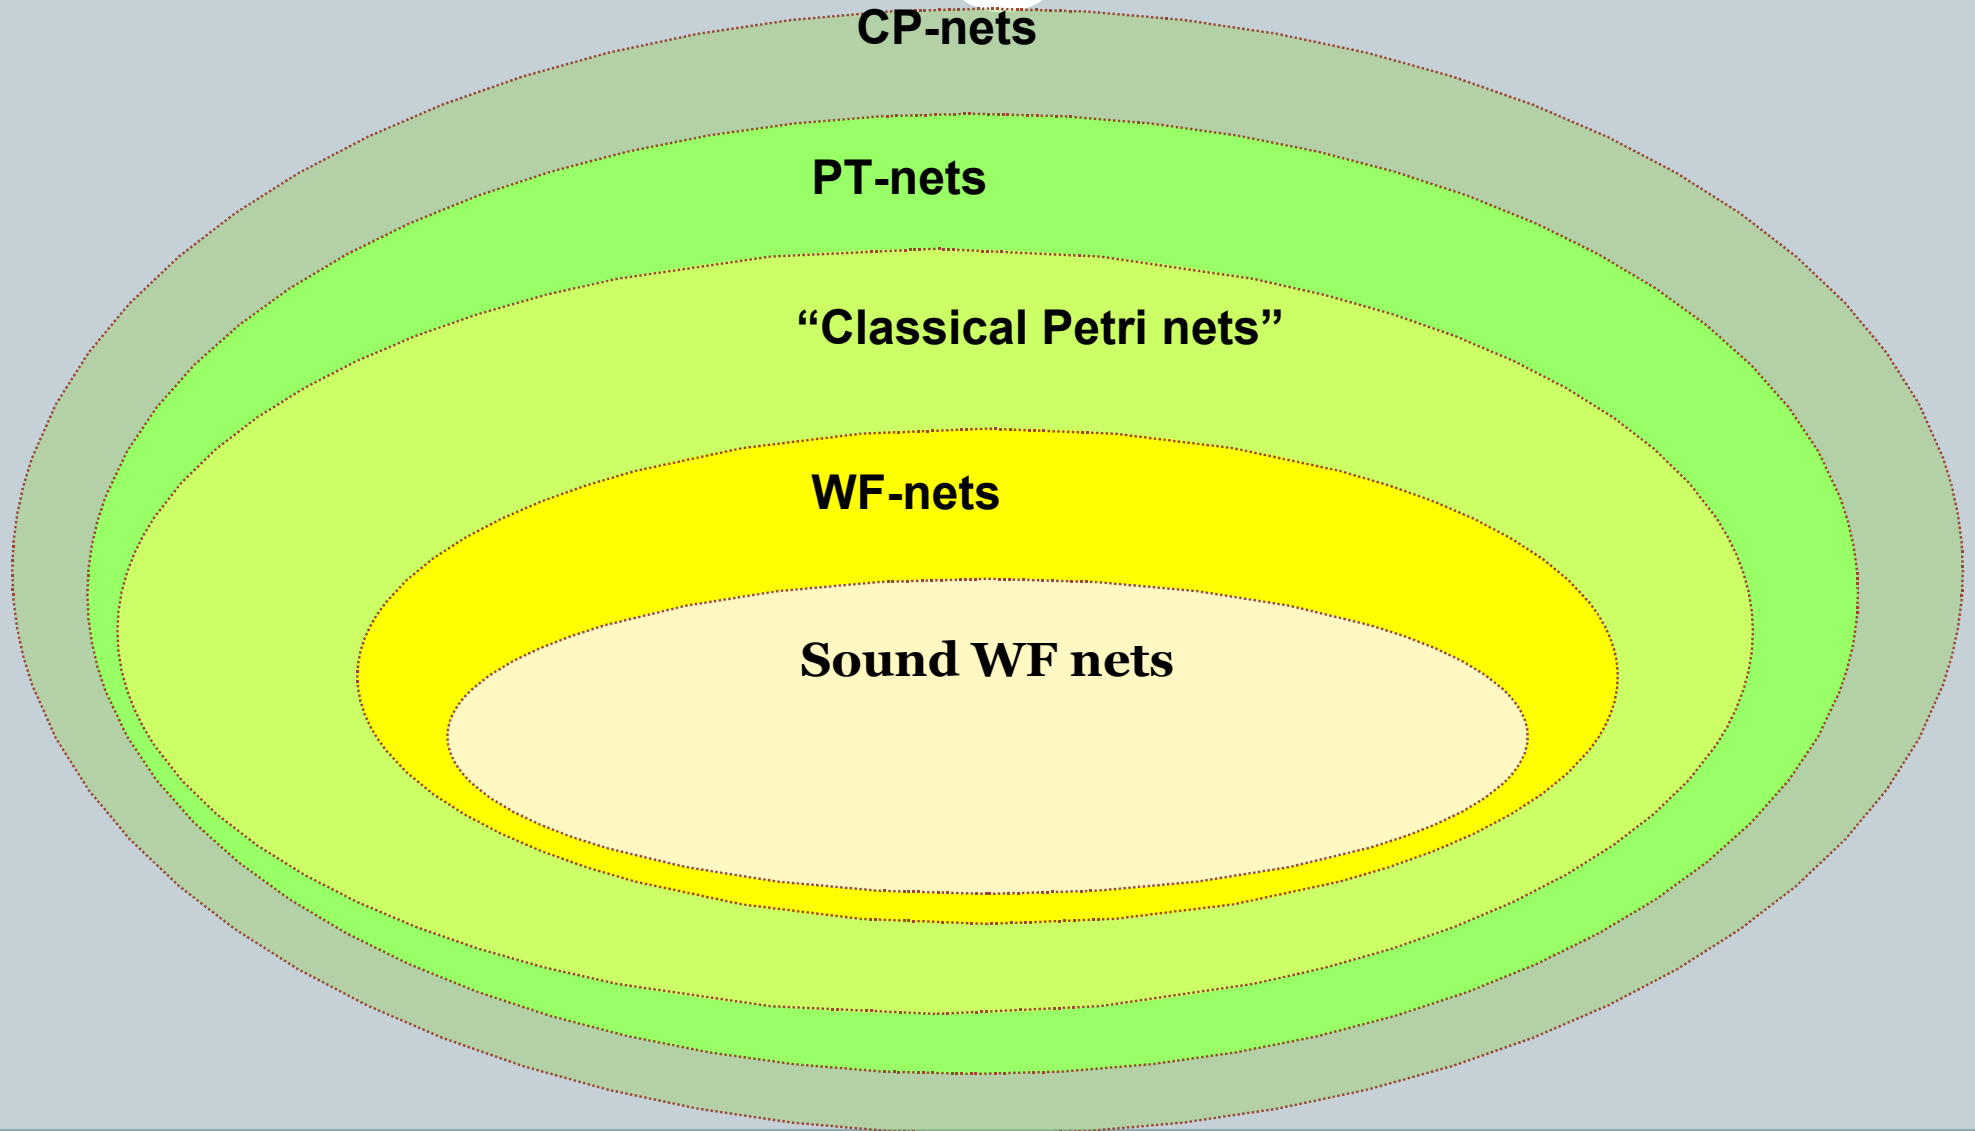 CP-nets
PT-nets
“Classical Petri nets”
WF-nets
Sound WF nets